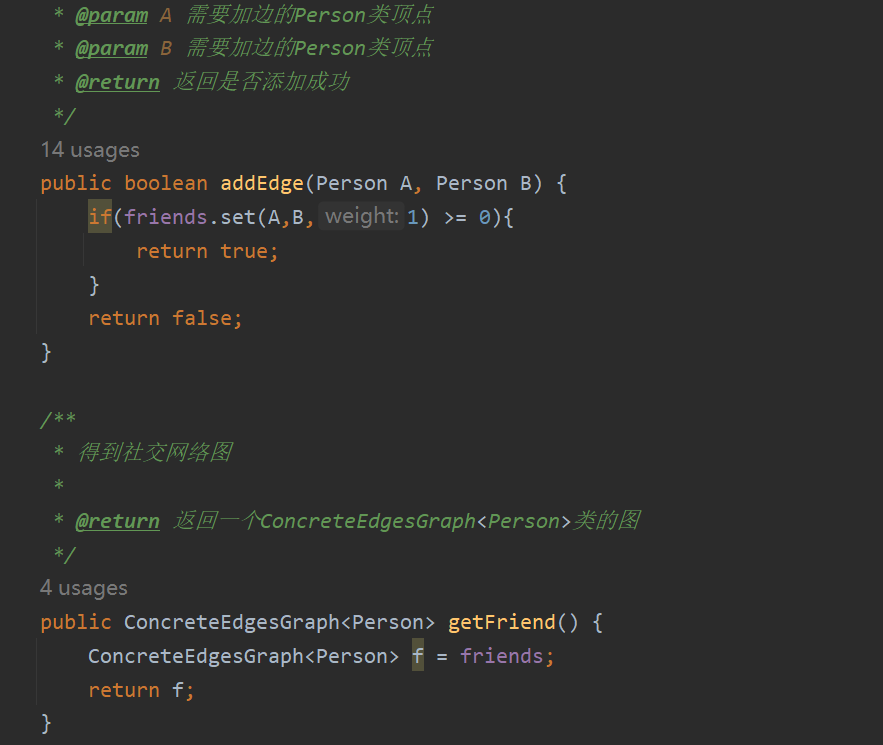 * @param A 需要加边的Person类顶点
* @param B 需要加边的Person类顶点
* @return 返回是否添加成功
*/
14 usages
public boolean addEdge(Person A, Person B) {
if(friends.set(A,B, weight: 1) >= 0){
return true;
}
return false;
}
/**
* 得到社交网络图
*
* @return 返回一个ConcreteEdgesGraph<Person>类的图
*/
4 usages
public ConcreteEdgesGraph<Person> getFriend() {
ConcreteEdgesGraph<Person> f = friends;
return f;
}